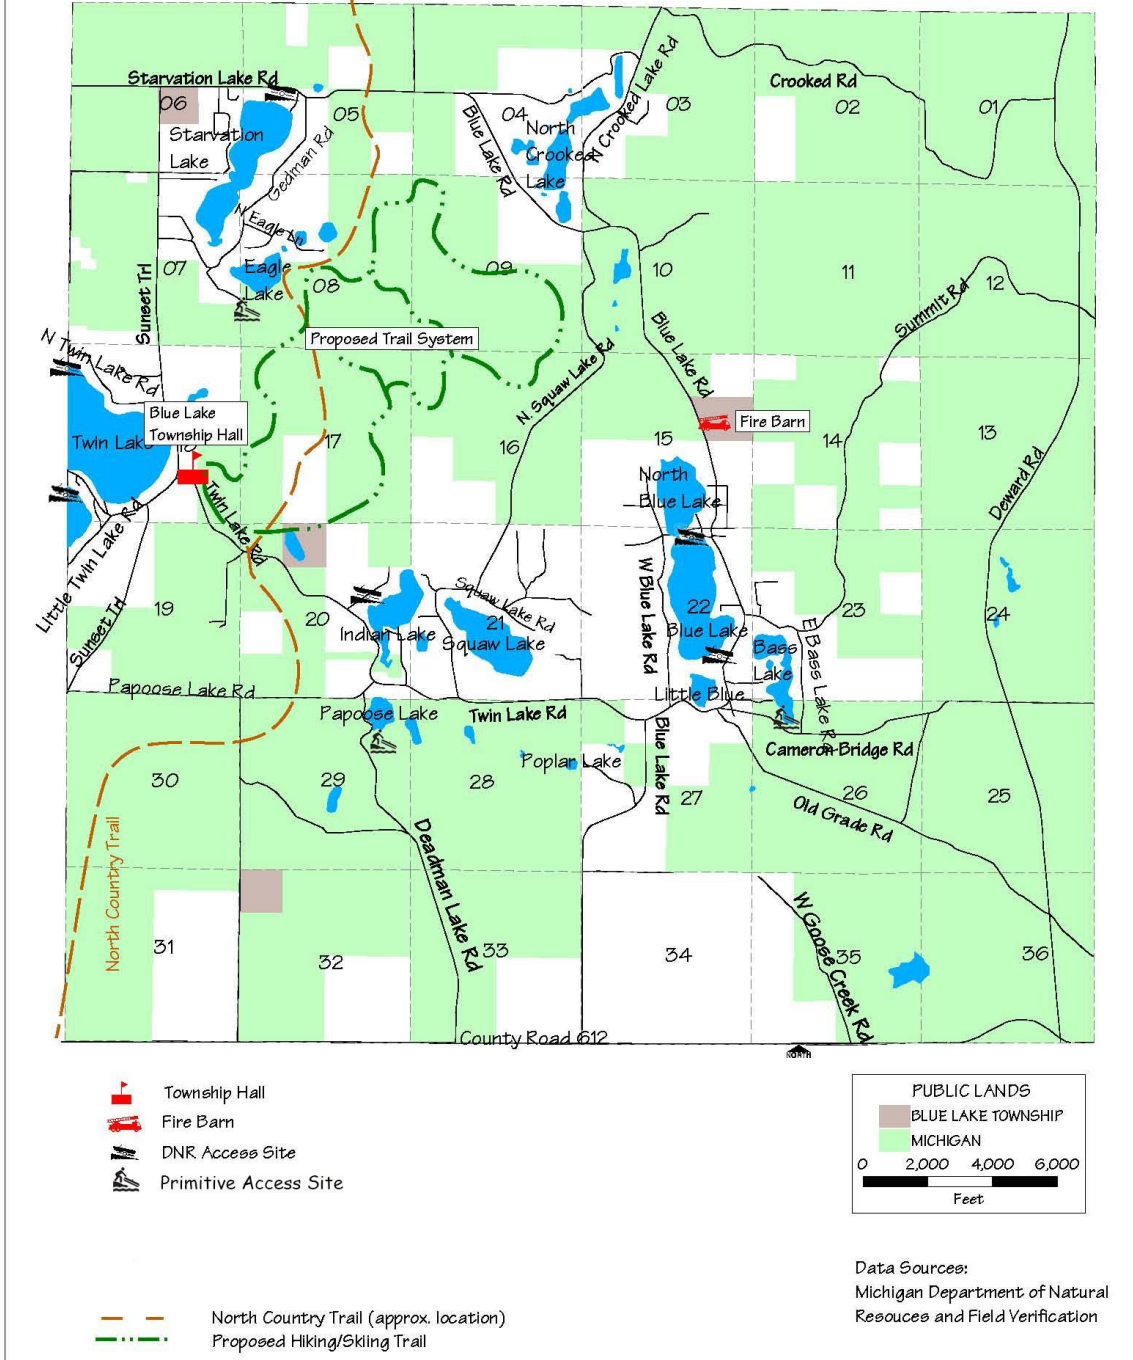 Starvation Lake Rd
06
05
04
03
02
01
Crooked Rd
N Crooked Lake Rd
Blue Lake Rd
North
Crooked
Lake
Starvation
Lake
Gedman Rd
N Eagle Ln
Eagle
Lake
07
08
09
10
11
12
Sunset Trl
Summit Rd
Proposed Trail System
N Twin Lake Rd
Blue Lake Rd
N. Squaw Lake Rd
Blue Lake
Township Hall
Twin Lake
18
17
16
15
14
13
Fire Barn
North
Blue Lake
Deward Rd
Twin Lake Rd
Little Twin Lake Rd
Sunset Trl
19
20
21
22
23
24
Squaw Lake Rd
Indian Lake
Squaw Lake
W Blue Lake Rd
Blue Lake
Bass
Lake
E Bass Lake Rd
Little Blue
Papoose Lake Rd
Papoose Lake
Twin Lake Rd
Blue Lake Rd
Cameron Bridge Rd
Poplar Lake
30
29
28
27
26
25
Old Grade Rd
North Country Trail
Deadman Lake Rd
W Goose Creek Rd
31
32
33
34
35
36
County Road 612
NORTH
Township Hall
Fire Barn
DNR Access Site
Primitive Access Site
PUBLIC LANDS
BLUE LAKE TOWNSHIP
MICHIGAN
0 2,000 4,000 6,000
Feet
Data Sources:
Michigan Department of Natural
Resouces and Field Verification
North Country Trail (approx. location)
Proposed Hiking/Skiing Trail